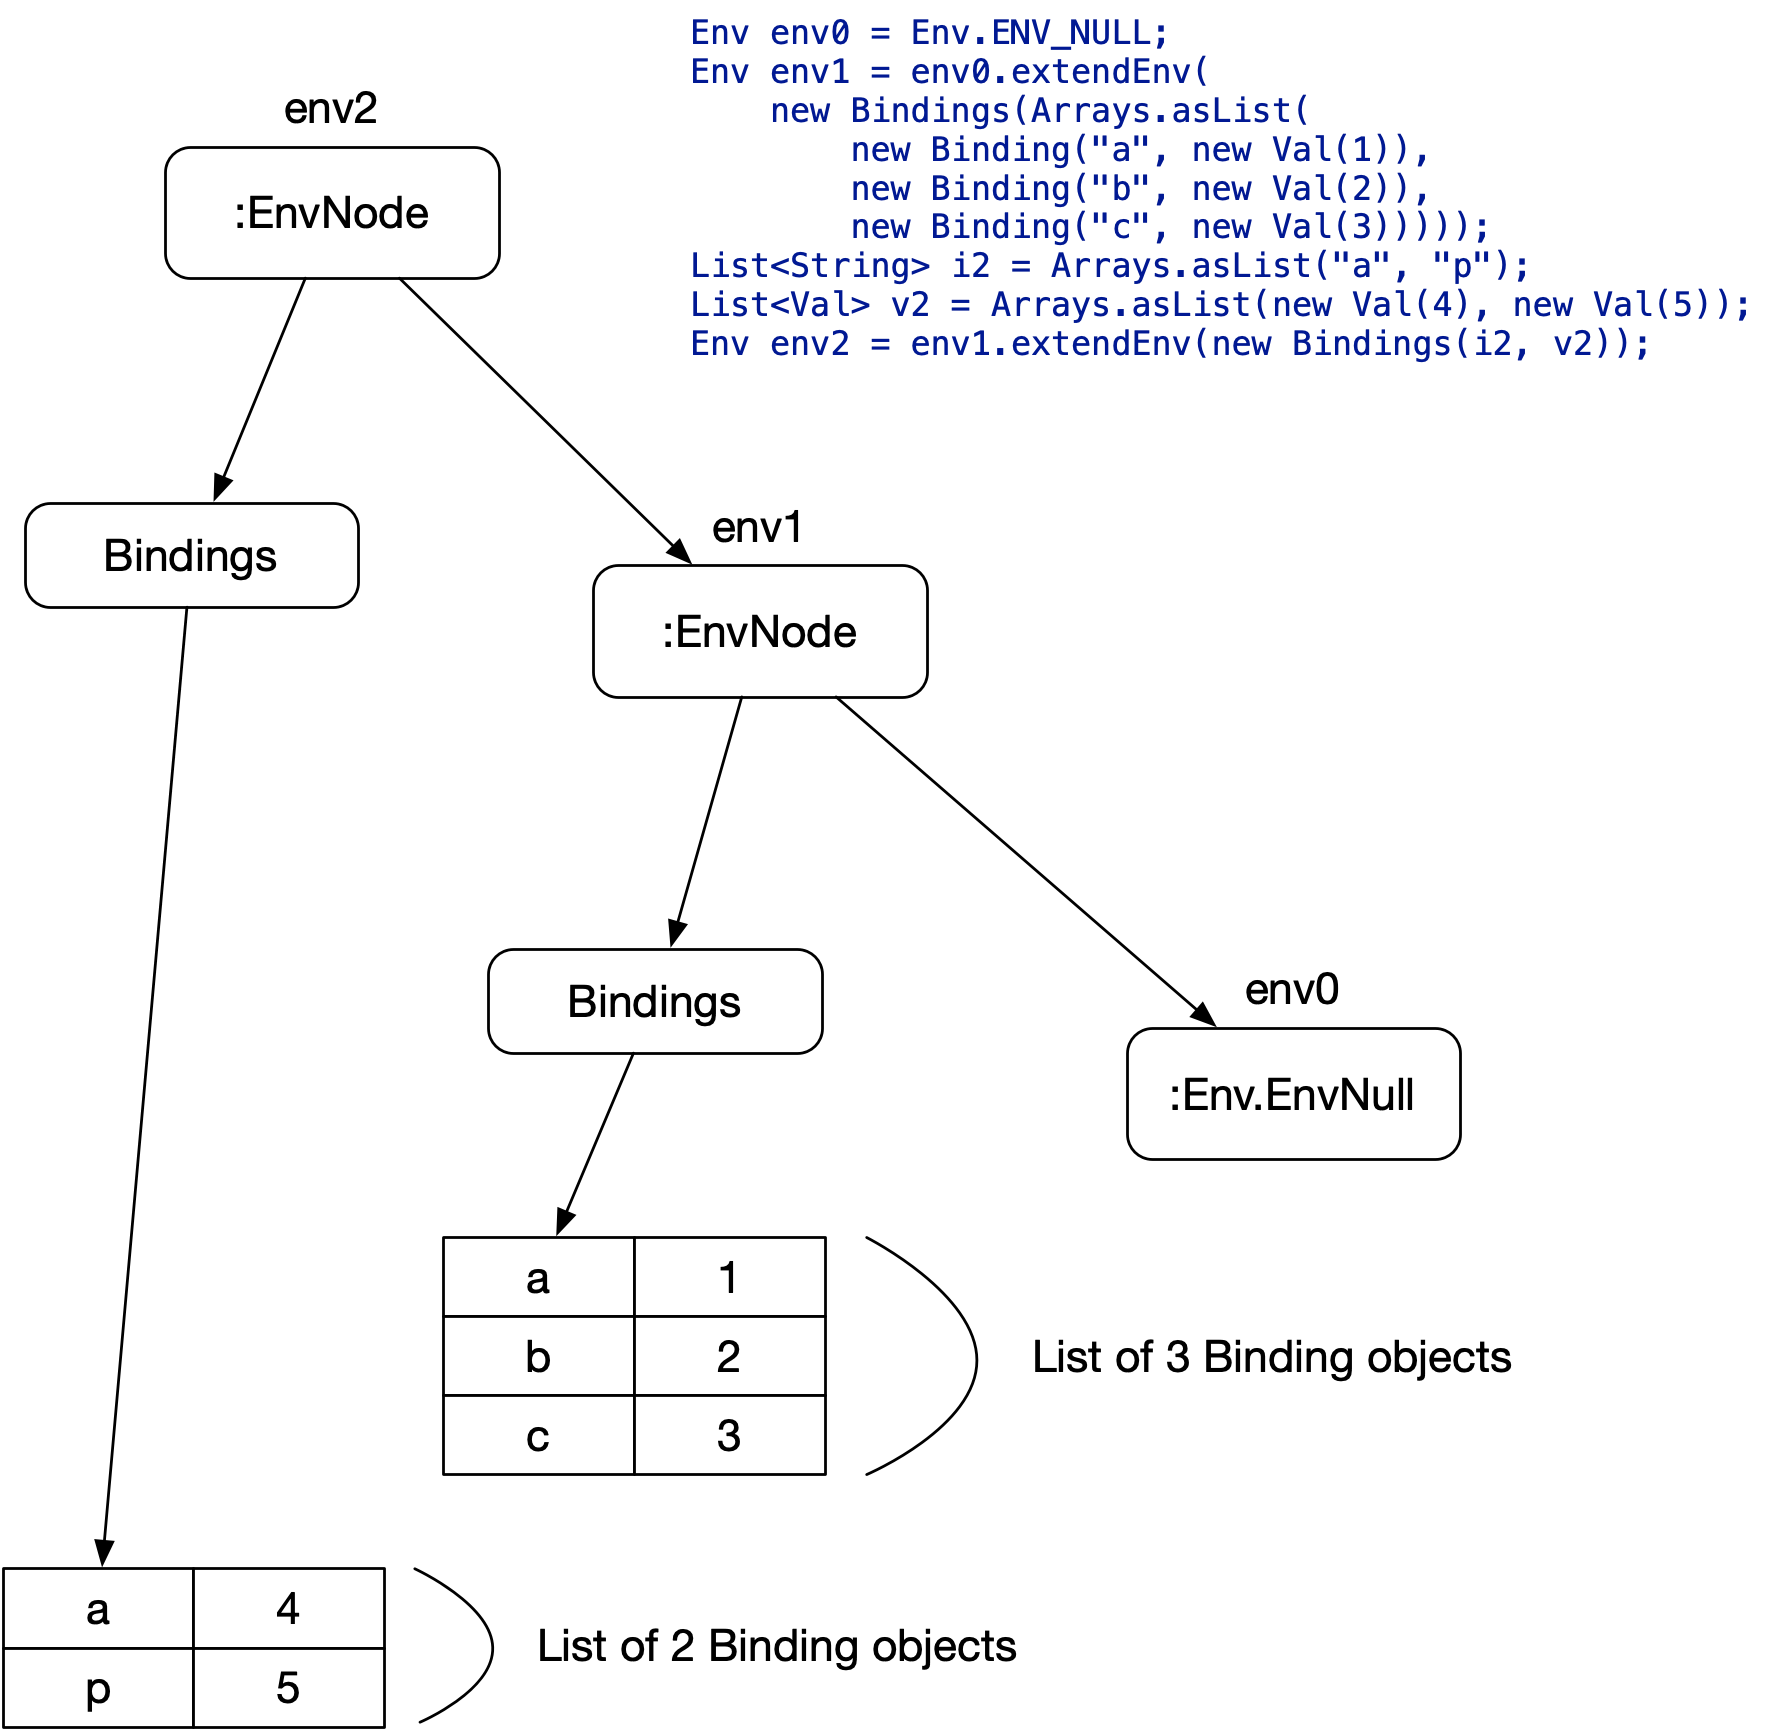 Env env0 = Env.ENV_NULL;
Env env1 = env0.extendEnv(
new Bindings(Arrays.asList(
new Binding("a", new Val(1)),
new Binding("b", new Val(2)),
new Binding("c", new Val(3)))));
List<String> i2 = Arrays.asList("a", "p");
List<Val> v2 = Arrays.asList(new Val(4), new Val(5));
Env env2 = env1.extendEnv(new Bindings(i2, v2));
env2
:EnvNode
Bindings
env1
:EnvNode
Bindings
env0
:Env.EnvNull
a 1
b 2
c 3
List of 3 Binding objects
a 4
p 5
List of 2 Binding objects